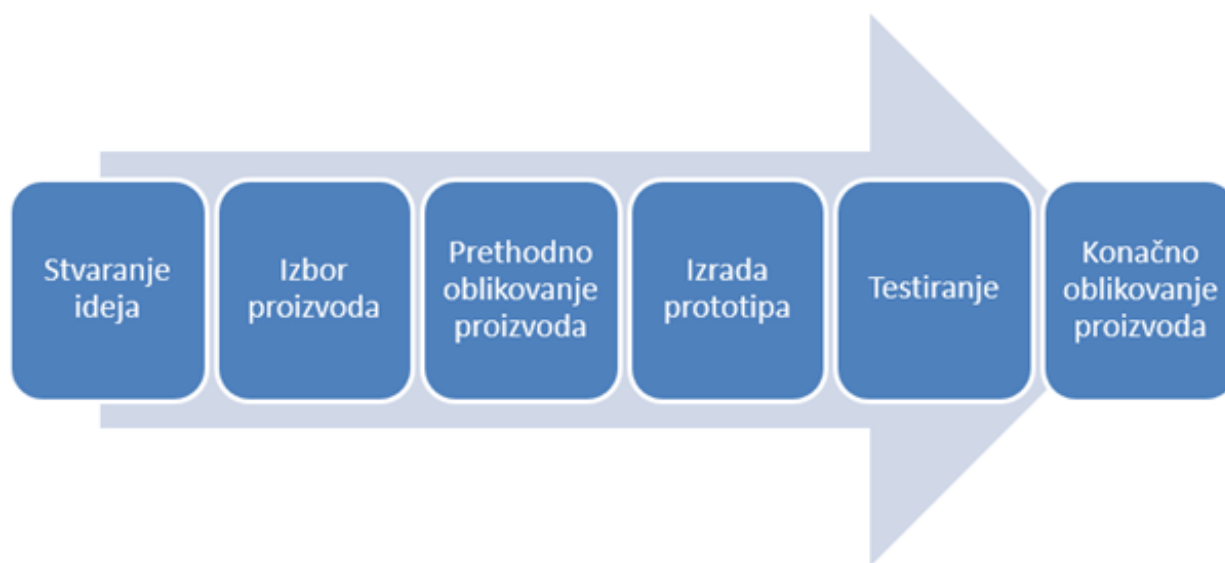 Stvaranje
ideja
Izbor
proizvoda
Prethodno
oblikovanje
proizvoda
Izrada
prototipa
Testiranje
Konačno
oblikovanje
proizvoda